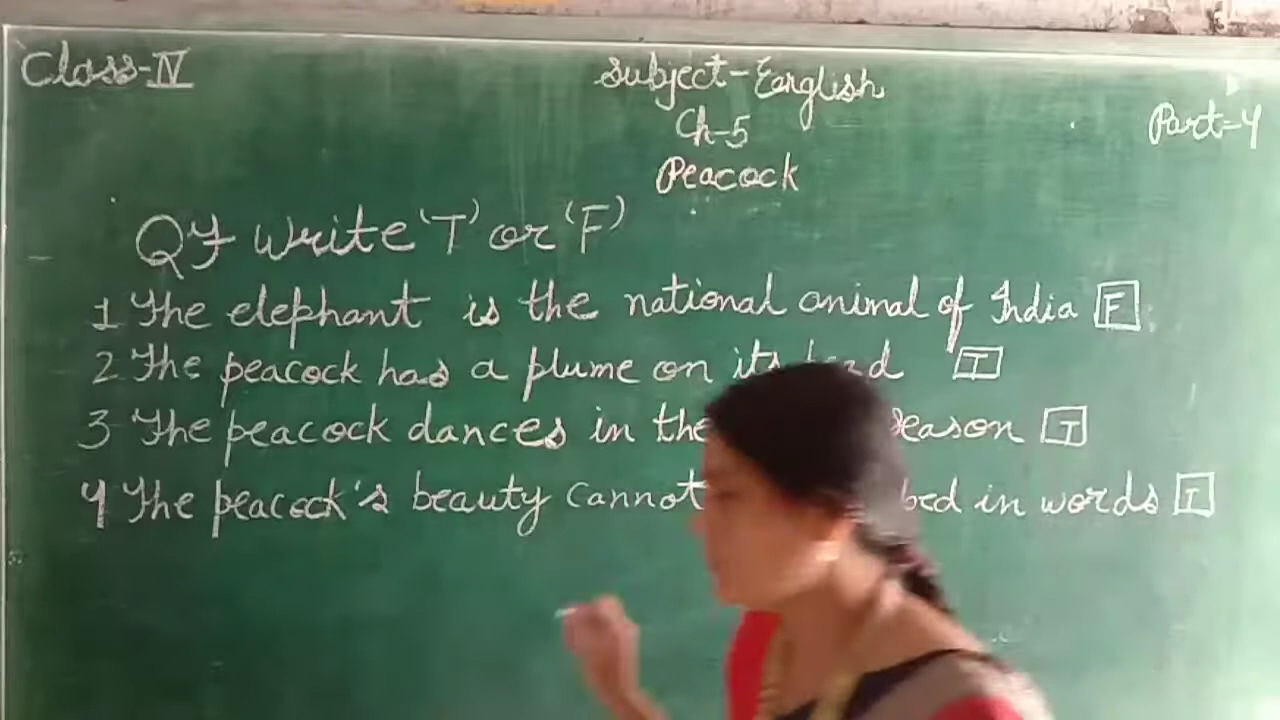 Class-IV
Subject-English
Ch-5
Part=4
Peacock
Q4 Write 'T' or 'F'
1 The elephant is the national animal of India F
2 The peacock has a plume on its T
3 The peacock dances in the season T
4 The peacock's beauty cannot in words T